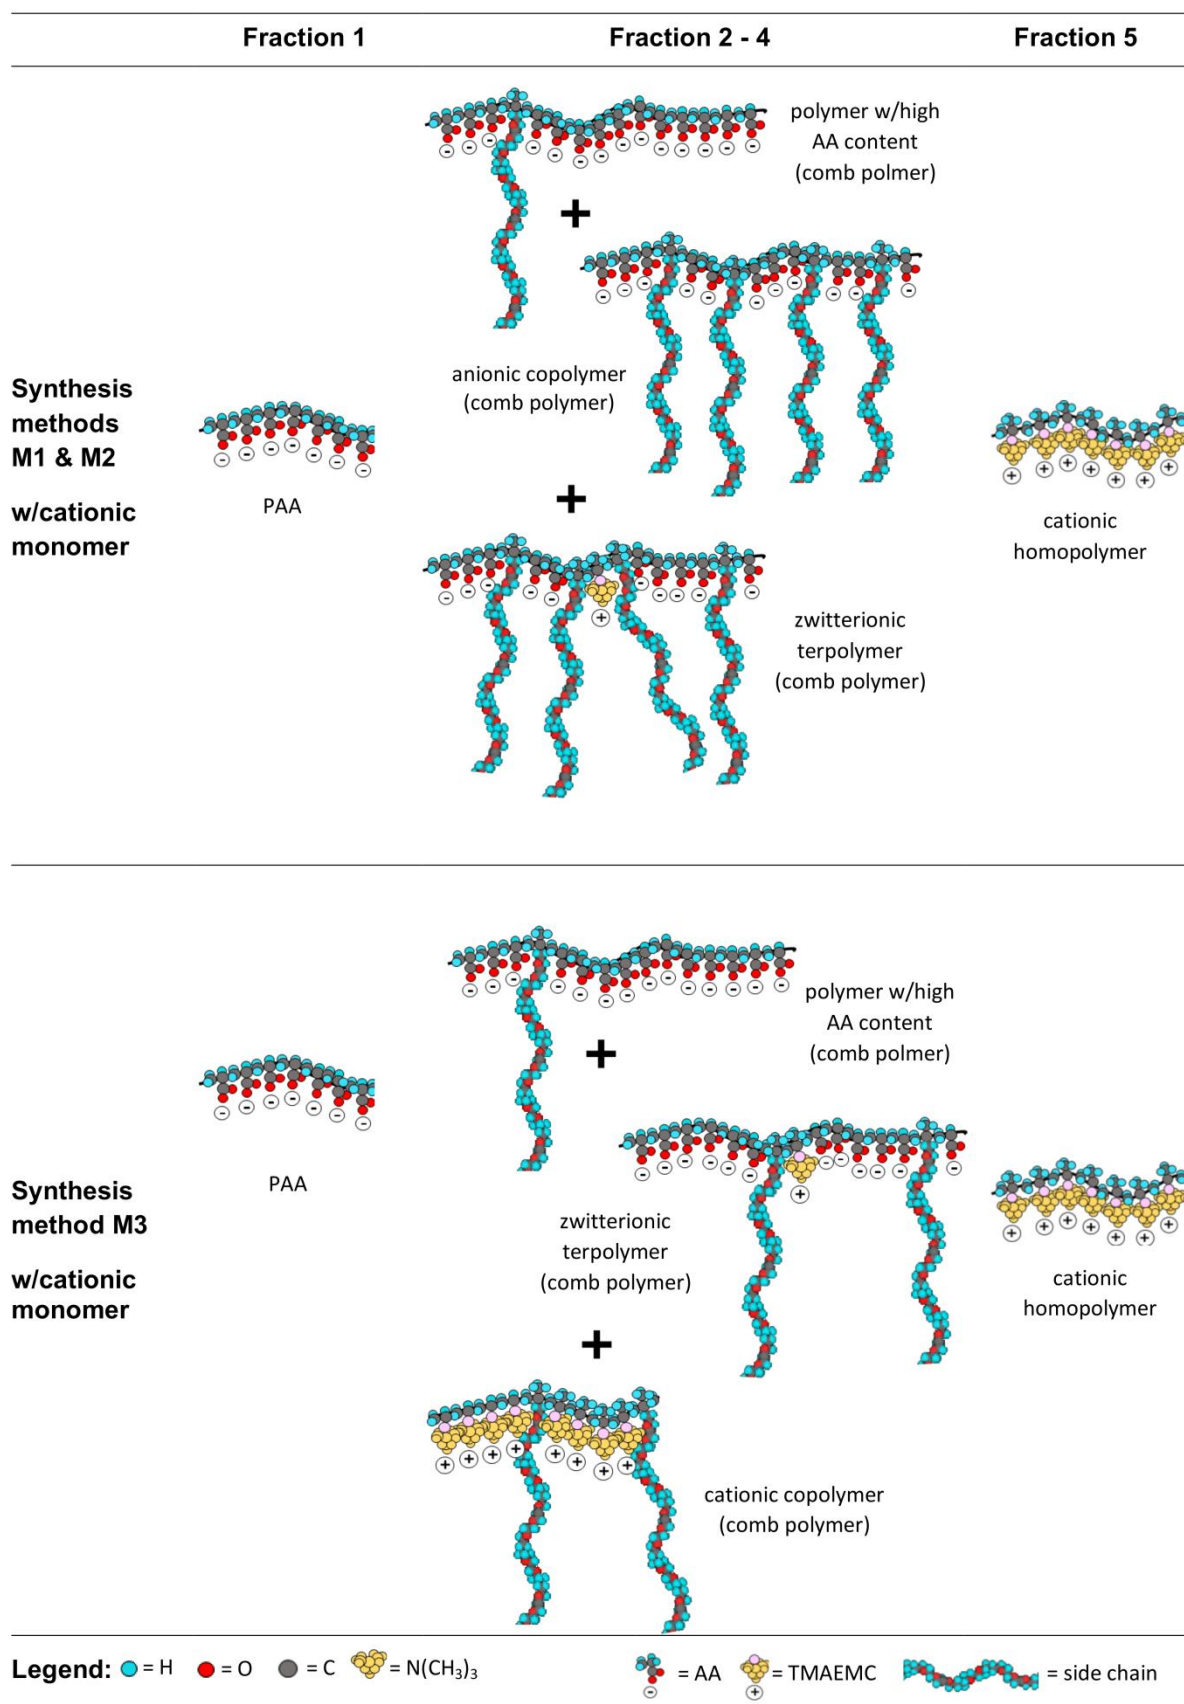 Fraction 1
Fraction 2 - 4
Fraction 5
polymer w/high
AA content
(comb polmer)
anionic copolymer
(comb polymer)
Synthesis
methods
M1 & M2
w/cationic
monomer
PAA
cationic
homopolymer
zwitterionic
terpolymer
(comb polymer)
polymer w/high
AA content
(comb polmer)
Synthesis
method M3
w/cationic
monomer
PAA
zwitterionic
terpolymer
(comb polymer)
cationic
homopolymer
cationic copolymer
(comb polymer)
Legend: = H = O = C = N(CH₃)₃ = AA = TMAEMC = side chain